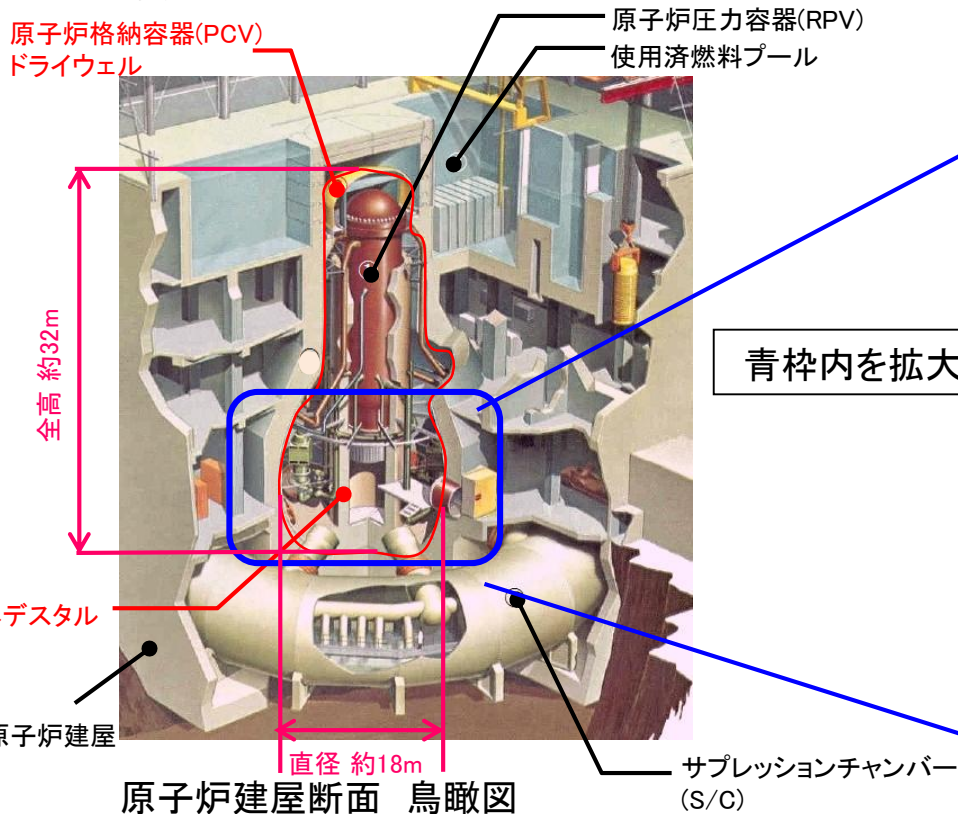 原子炉格納容器(PCV)
ドライウェル
原子炉圧力容器(RPV)
使用済燃料プール
全高 約32m
青枠内を拡大
デスタル
子炉建屋
直径 約18m
サプレッションチャンバー
(S/C)
原子炉建屋断面 鳥瞰図